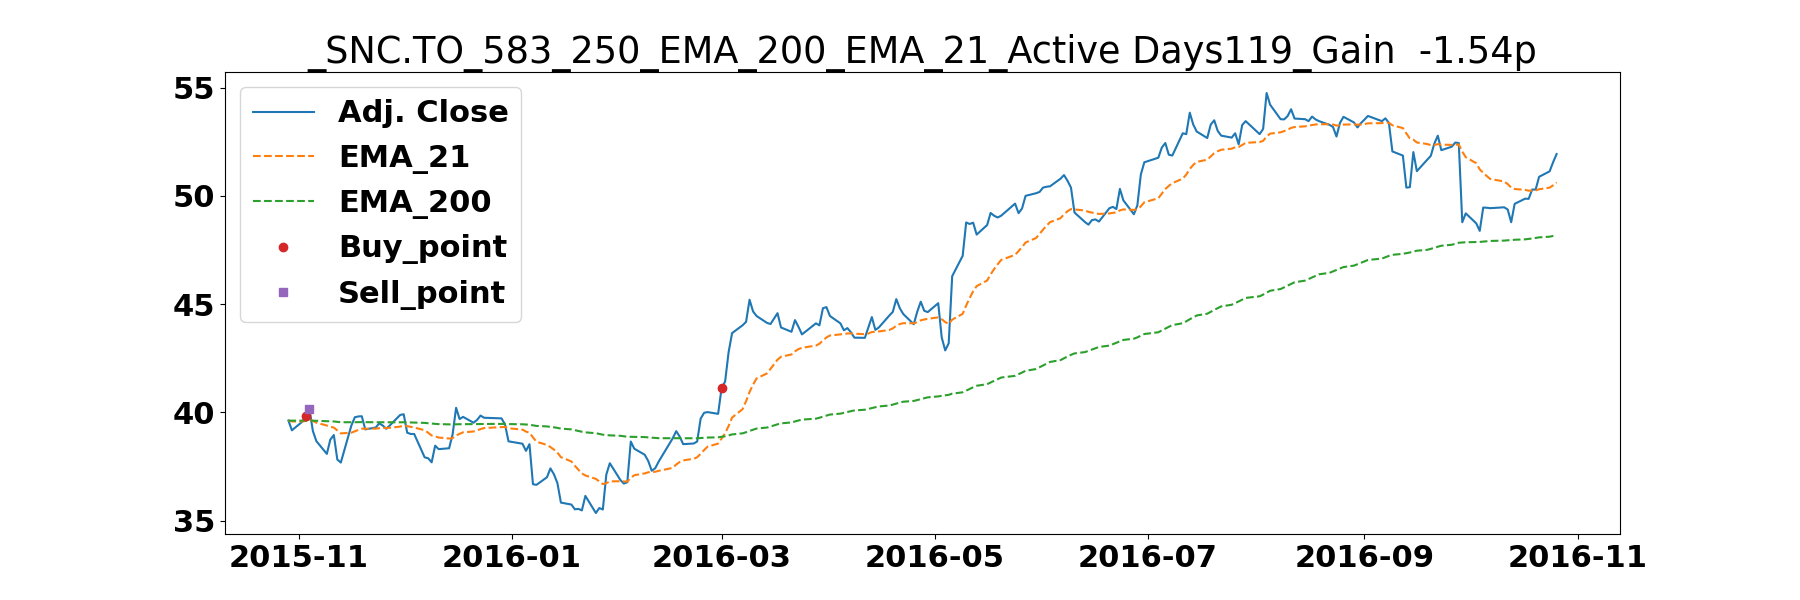 _SNC.TO_583_250_EMA_200_EMA_21_Active Days119_Gain  -1.54p
55
50
45
40
35
Adj. Close
EMA_21
EMA_200
Buy_point
Sell_point
2015-11 2016-01 2016-03 2016-05 2016-07 2016-09 2016-11